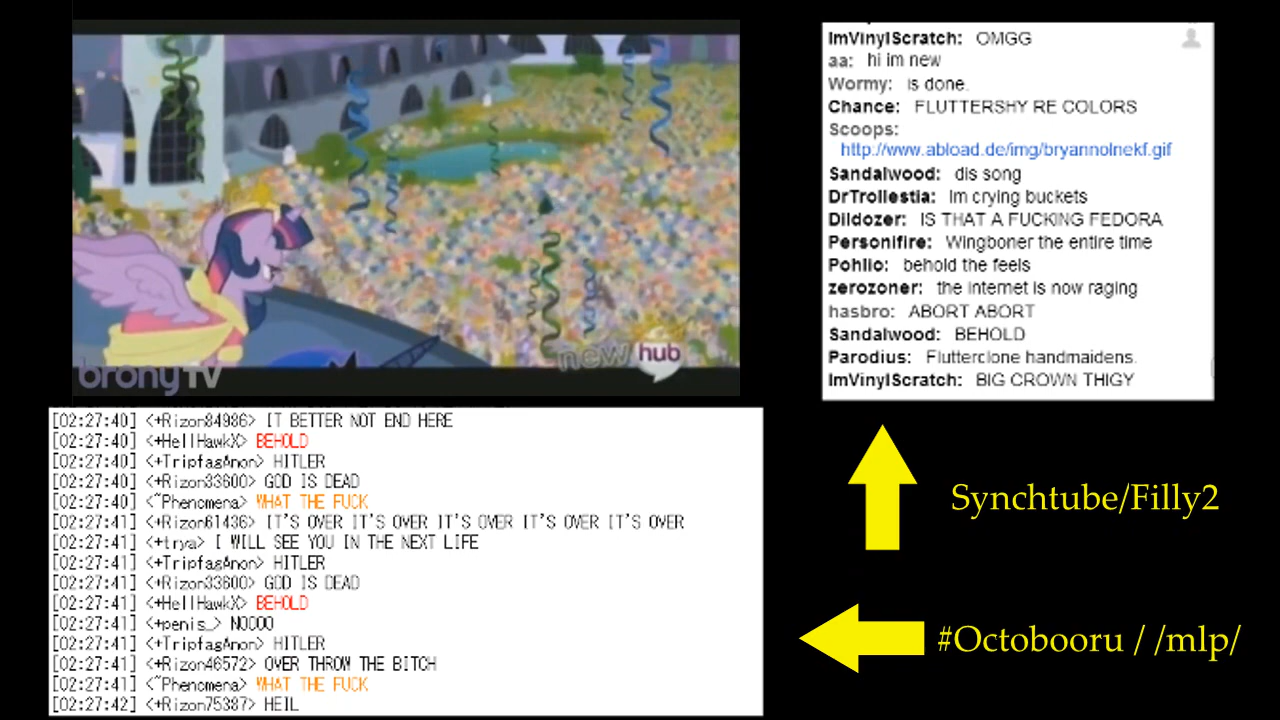 ImVinylScratch: OMGG
aa: hi im new
Wormy: is done.
Chance: FLUTTERSHY RE COLORS
Scoops:
http://www.abload.de/img/bryannolnekf.gif
Sandalwood: dis song
DrTrollestia: Im crying buckets
Dildozer: IS THAT A FUCKING FEDORA
Personifire: Wingboner the entire time
Pohlio: behold the feels
zerozoner: the internet is now raging
hasbro: ABORT ABORT
Sandalwood: BEHOLD
Parodius: Flutterclone handmaidens.
ImVinylScratch: BIG CROWN THIGY
new hub
bronyTV
[02:27:40] <+Rizon84986> IT BETTER NOT END HERE
[02:27:40] <+HellHawkX> BEHOLD
[02:27:40] <+TripfagAnon> HITLER
[02:27:40] <+Rizon33600> GOD IS DEAD
[02:27:40] <~Phenomena> WHAT THE FUCK
[02:27:41] <+Rizon61436> IT'S OVER IT'S OVER IT'S OVER IT'S OVER IT'S OVER
[02:27:41] <+trya> I WILL SEE YOU IN THE NEXT LIFE
[02:27:41] <+TripfagAnon> HITLER
[02:27:41] <+Rizon33600> GOD IS DEAD
[02:27:41] <+HellHawkX> BEHOLD
[02:27:41] <+penis_> NOOOO
[02:27:41] <+TripfagAnon> HITLER
[02:27:41] <+Rizon46572> OVER THROW THE BITCH
[02:27:41] <~Phenomena> WHAT THE FUCK
[02:27:42] <+Rizon75387> HEIL
Synchtube/Filly2
#Octobooru / /mlp/